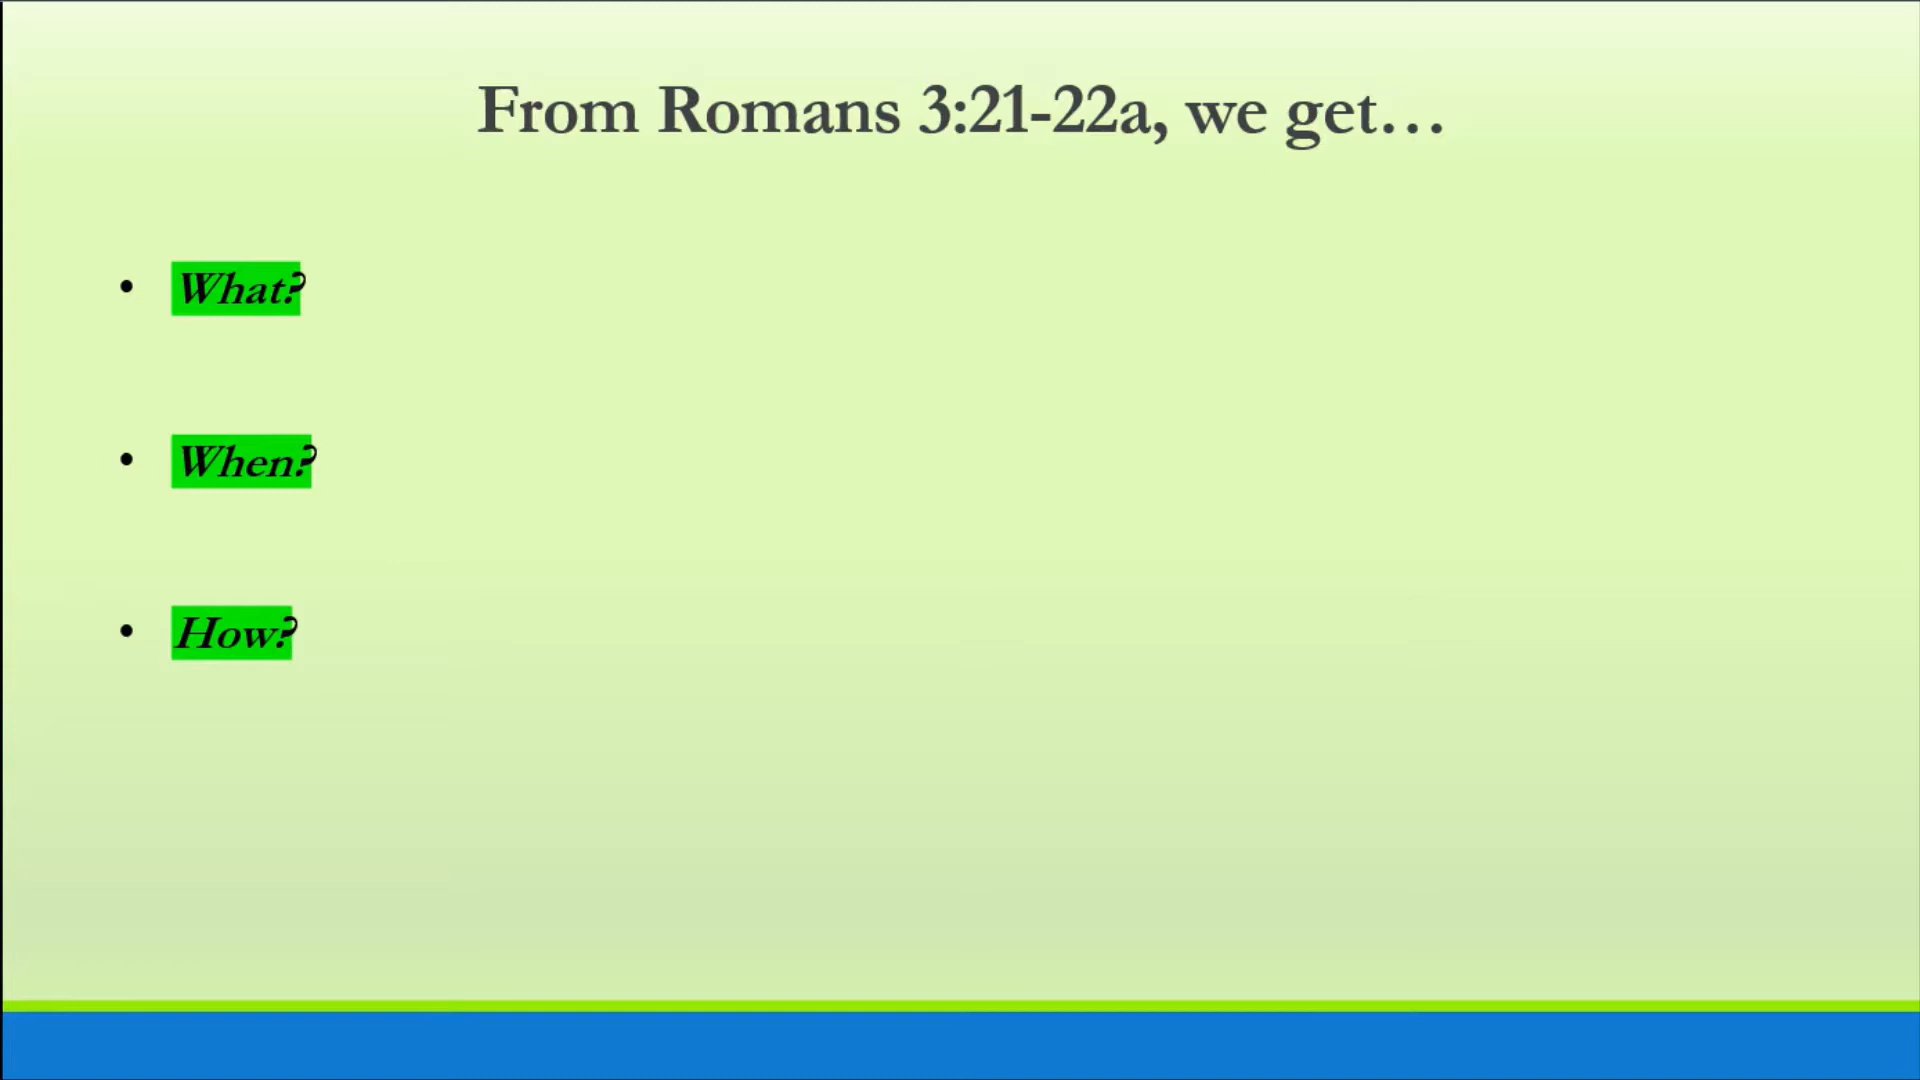 From Romans 3:21-22a, we get…
• What?
• When?
• How?